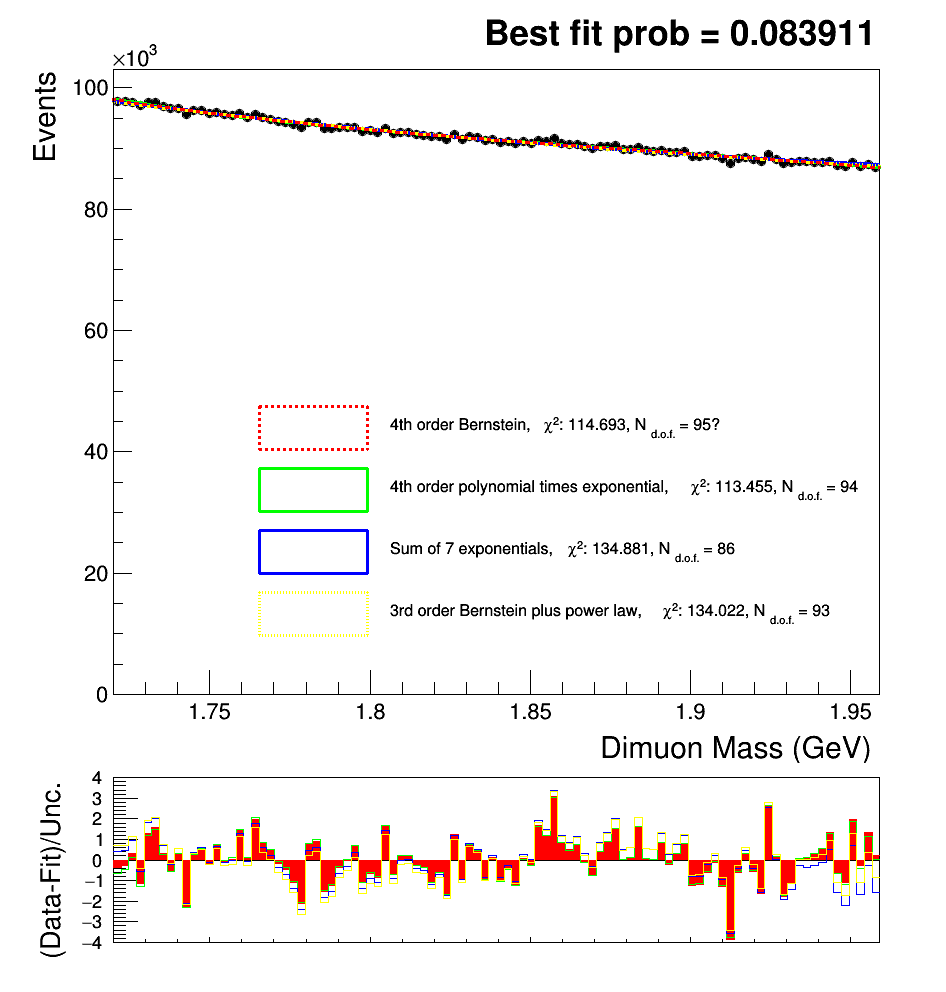 Best fit prob = 0.083911
×10³
Events
100
80
60
40
20
0
4th order Bernstein, χ²: 114.693, N d.o.f. = 95?
4th order polynomial times exponential, χ²: 113.455, N d.o.f. = 94
Sum of 7 exponentials, χ²: 134.881, N d.o.f. = 86
3rd order Bernstein plus power law, χ²: 134.022, N d.o.f. = 93
1.75 1.8 1.85 1.9 1.95
Dimuon Mass (GeV)
(Data-Fit)/Unc.
4
3
2
1
0
−1
−2
−3
−4